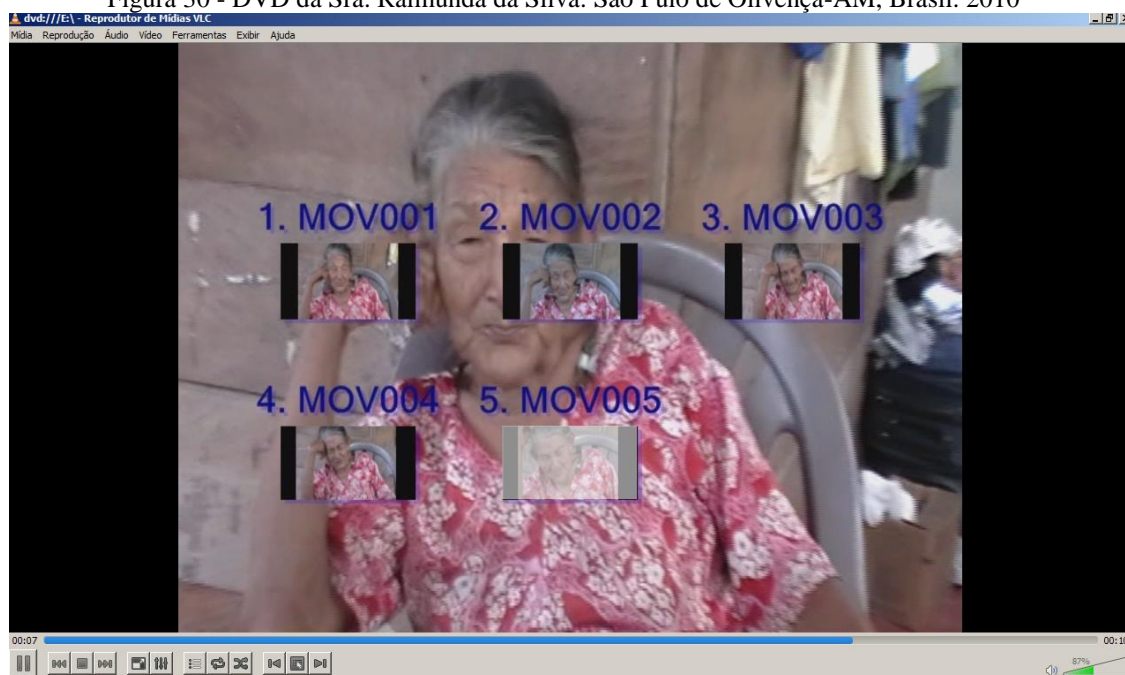 Figura 30 - DVD da Sra. Raimunda da Silva. São Pulo de Olivença-AM, Brasil. 2010
dvd:///E:\ - Reprodutor de Mídias VLC
Mídia Reprodução Áudio Vídeo Ferramentas Exibir Ajuda
1. MOV001 2. MOV002 3. MOV003
4. MOV004 5. MOV005
00:07 00:10
87%